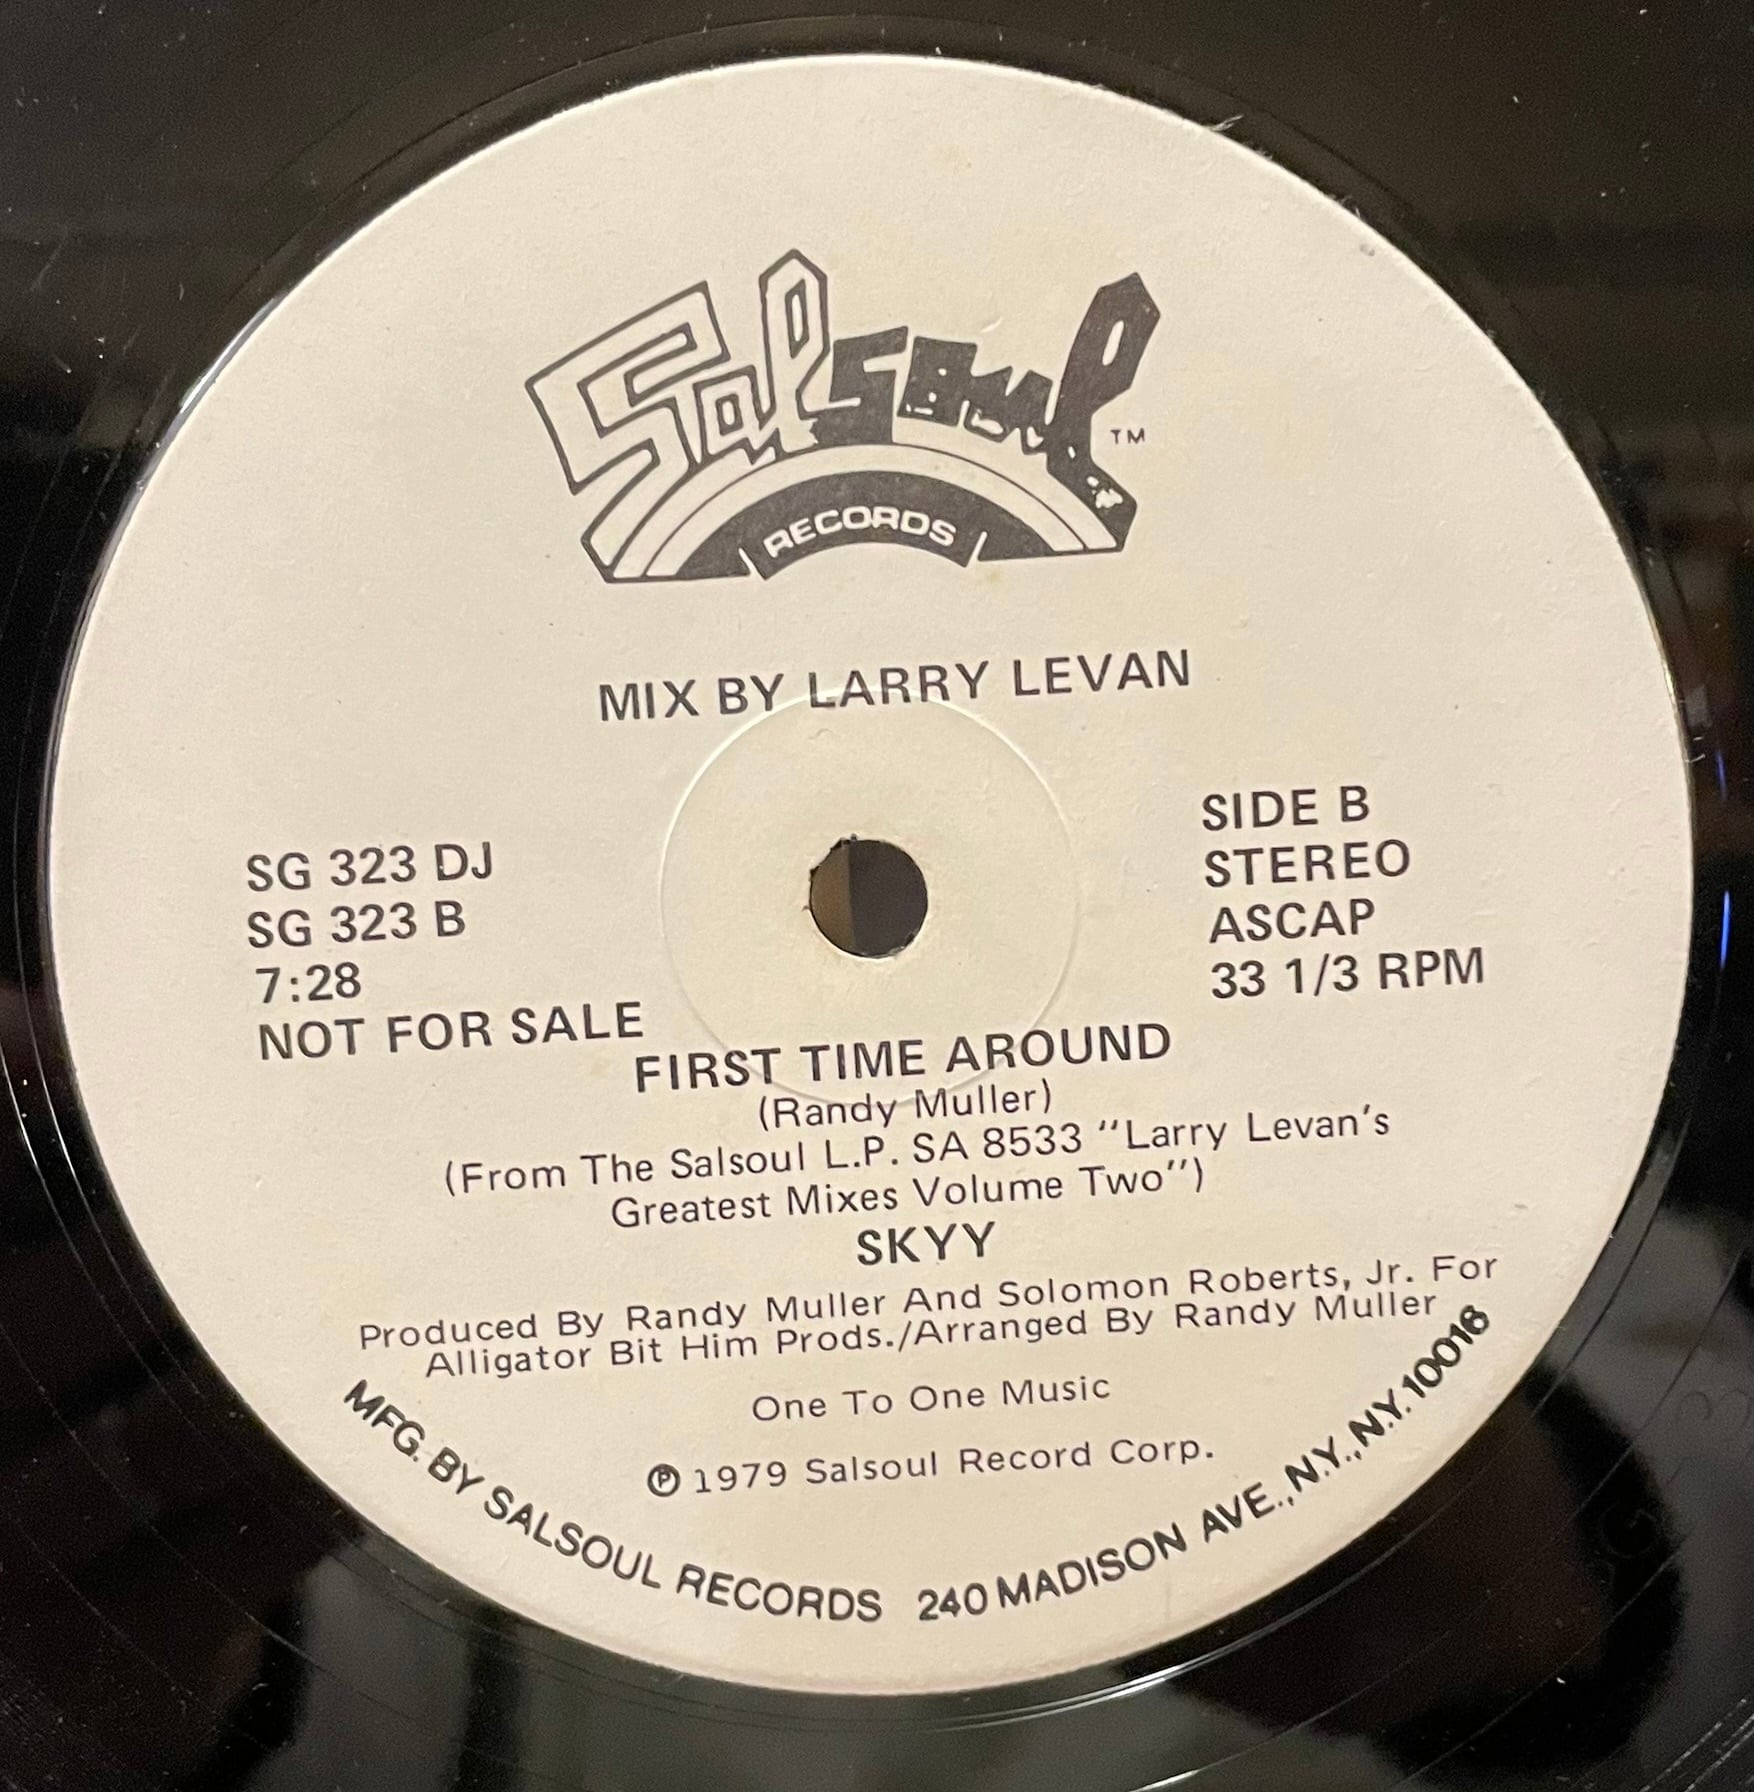 Salsoul TM
RECORDS
MIX BY LARRY LEVAN
SG 323 DJ
SG 323 B
7:28
NOT FOR SALE
SIDE B
STEREO
ASCAP
33 1/3 RPM
FIRST TIME AROUND
(Randy Muller)
(From The Salsoul L.P. SA 8533 "Larry Levan's
Greatest Mixes Volume Two")
SKYY
Produced By Randy Muller And Solomon Roberts, Jr. For
Alligator Bit Him Prods./Arranged By Randy Muller
One To One Music
℗ 1979 Salsoul Record Corp.
MFG. BY SALSOUL RECORDS 240 MADISON AVE., N.Y., N.Y. 10016